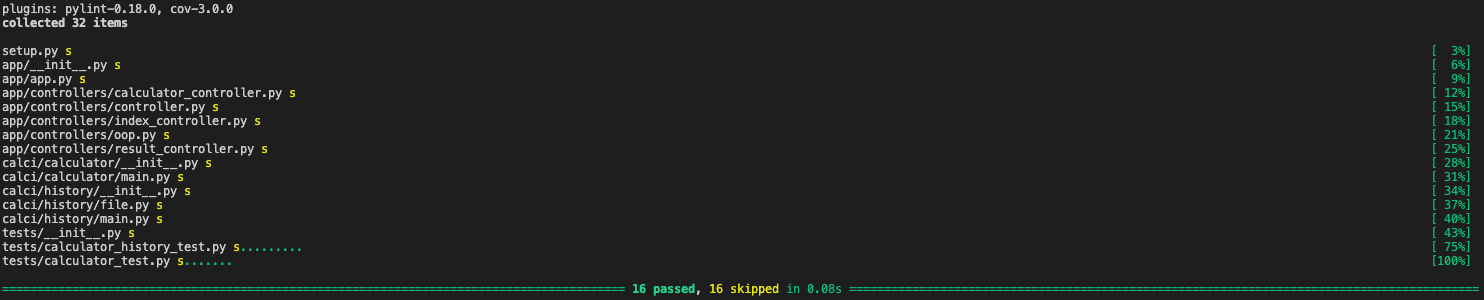 plugins: pylint-0.18.0, cov-3.0.0
collected 32 items
setup.py s [  3%]
app/__init__.py s [  6%]
app/app.py s [  9%]
app/controllers/calculator_controller.py s [ 12%]
app/controllers/controller.py s [ 15%]
app/controllers/index_controller.py s [ 18%]
app/controllers/oop.py s [ 21%]
app/controllers/result_controller.py s [ 25%]
calci/calculator/__init__.py s [ 28%]
calci/calculator/main.py s [ 31%]
calci/history/__init__.py s [ 34%]
calci/history/file.py s [ 37%]
calci/history/main.py s [ 40%]
tests/__init__.py s [ 43%]
tests/calculator_history_test.py s......... [ 75%]
tests/calculator_test.py s....... [100%]
16 passed, 16 skipped in 0.08s